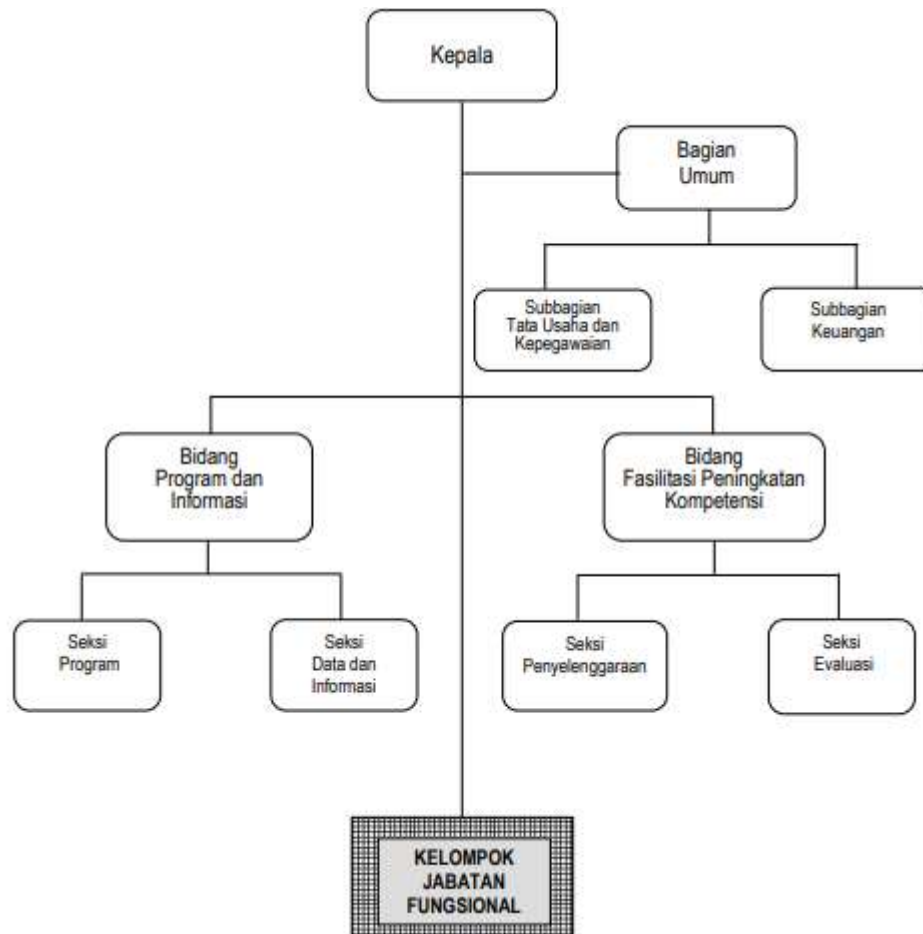 Kepala
Bagian
Umum
Subbagian
Tata Usaha dan
Kepegawaian
Subbagian
Keuangan
Bidang
Program dan
Informasi
Bidang
Fasilitasi Peningkatan
Kompetensi
Seksi
Program
Seksi
Data dan
Informasi
Seksi
Penyelenggaraan
Seksi
Evaluasi
KELOMPOK
JABATAN
FUNGSIONAL